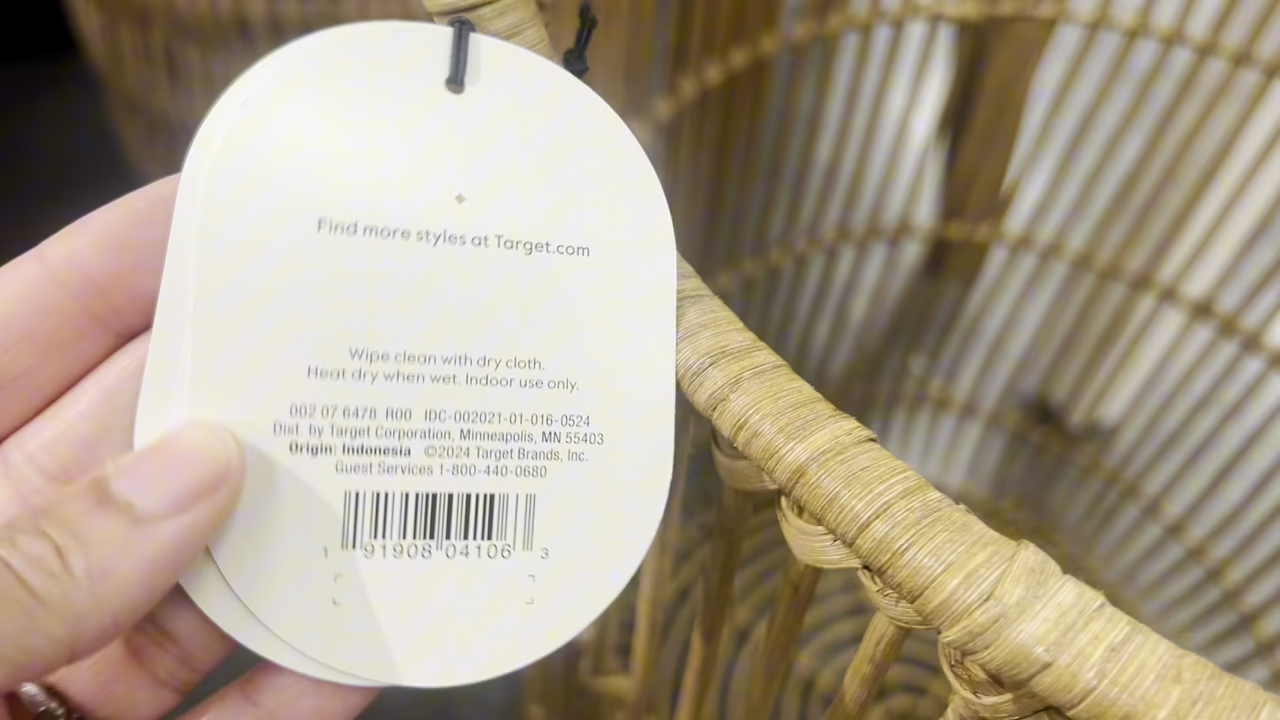 Find more styles at Target.com
Wipe clean with dry cloth.
Heat dry when wet. Indoor use only.
002 07 6478 R00 IDC-002021-01-016-0524
Dist. by Target Corporation, Minneapolis, MN 55403
Origin: Indonesia ©2024 Target Brands, Inc.
Guest Services 1-800-440-0680
1 91908 04106 3